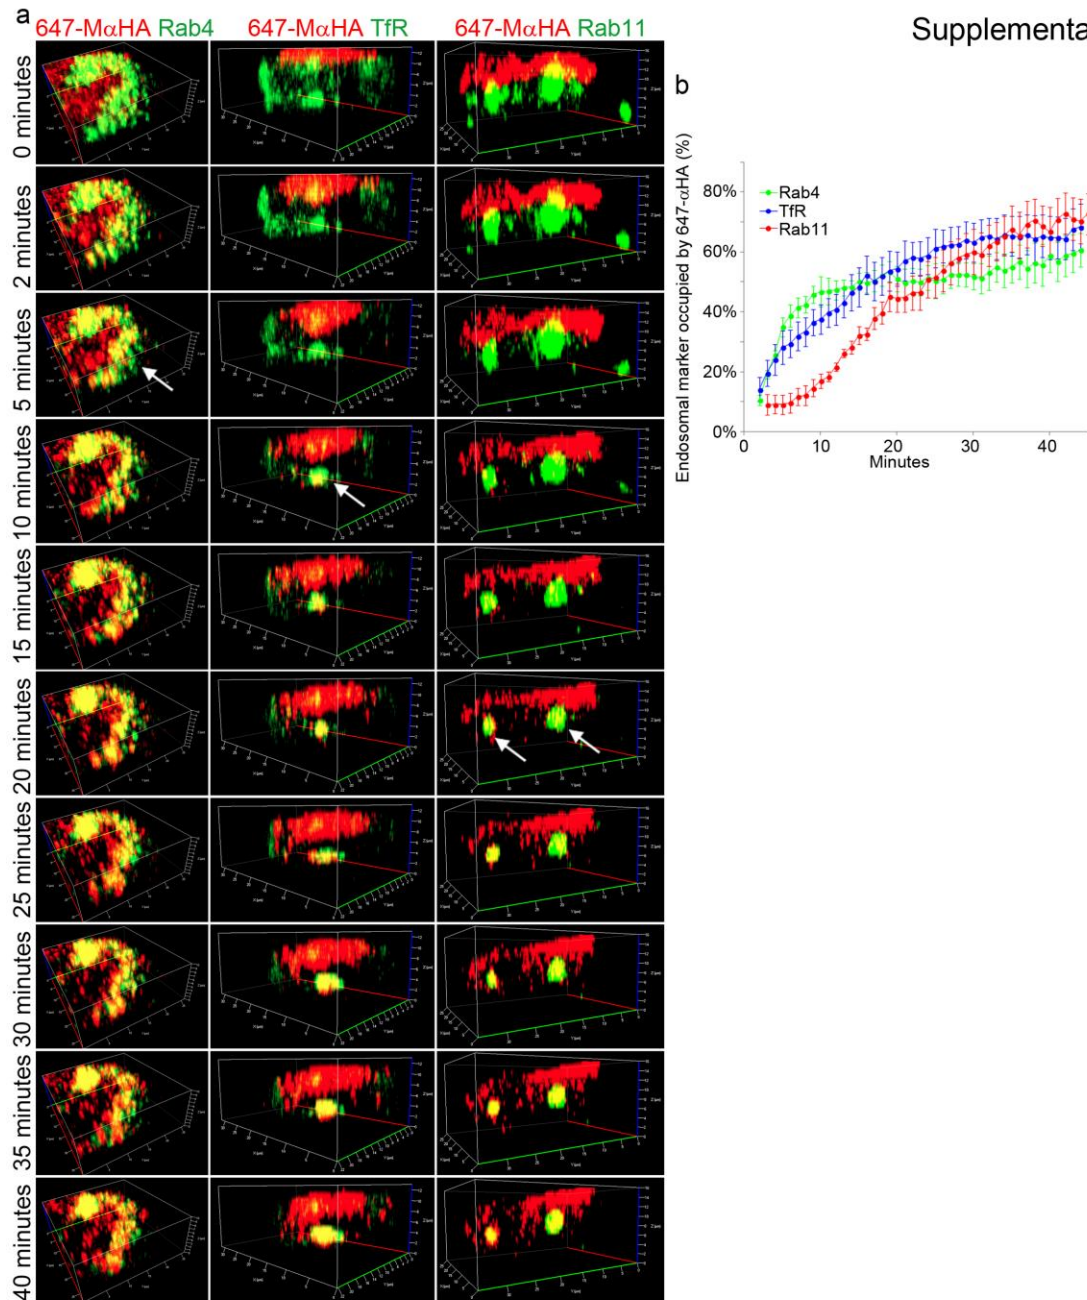 a
647-MαHA Rab4
647-MαHA TfR
647-MαHA Rab11
Supplementa
0 minutes
2 minutes
5 minutes
10 minutes
15 minutes
20 minutes
25 minutes
30 minutes
35 minutes
40 minutes
b
Endosomal marker occupied by 647-αHA (%)
80%
60%
40%
20%
0%
Rab4
TfR
Rab11
0 10 20 30 40
Minutes